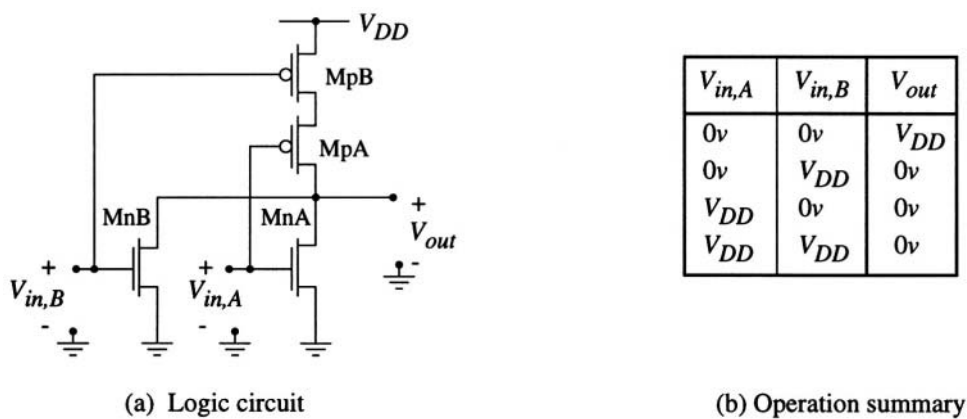 V_DD
MpB
MpA
MnB
MnA
+
V_out
-
+
V_in,B
-
+
V_in,A
-
(a) Logic circuit
V_in,A V_in,B V_out
0v 0v V_DD
0v V_DD 0v
V_DD 0v 0v
V_DD V_DD 0v
(b) Operation summary